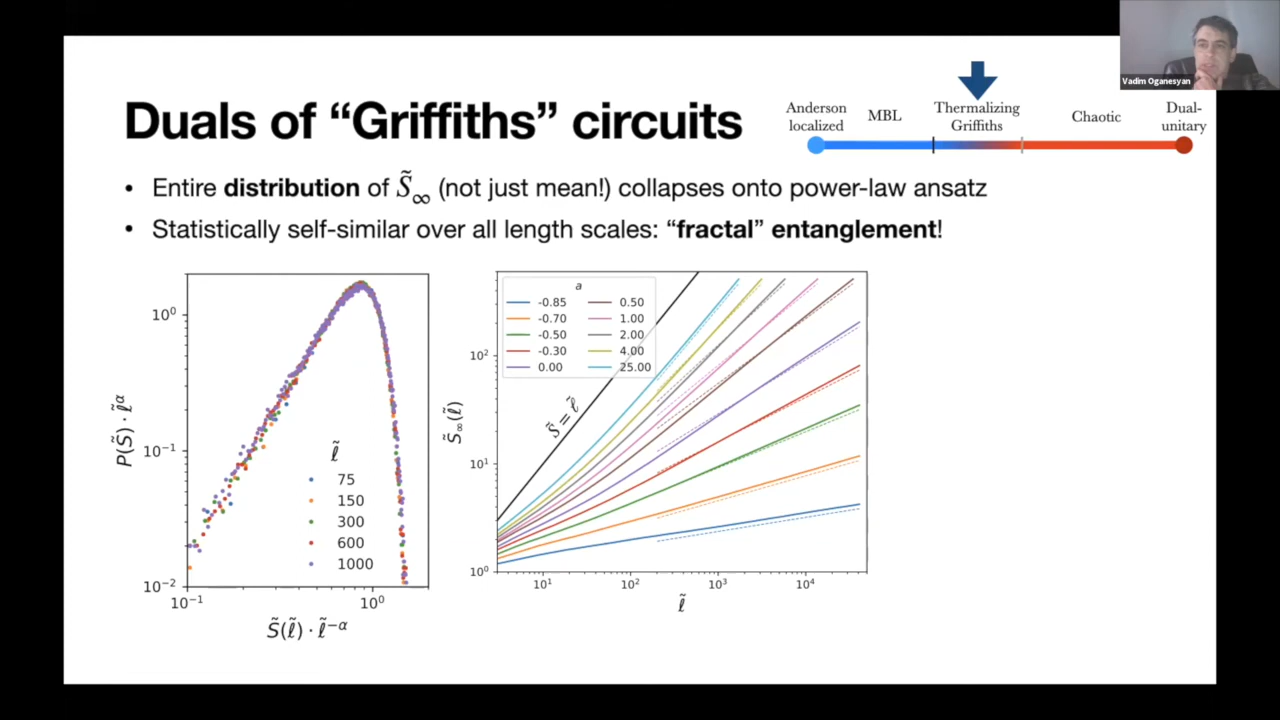 Vadim Oganesyan
Duals of “Griffiths” circuits
Anderson
localized
MBL
Thermalizing
Griffiths
Chaotic
Dual-
unitary
• Entire distribution of S̃∞ (not just mean!) collapses onto power-law ansatz
• Statistically self-similar over all length scales: “fractal” entanglement!
P(S̃) · ℓ̃^α
10⁰
10⁻¹
10⁻²
ℓ̃
75
150
300
600
1000
10⁻¹ 10⁰
S̃(ℓ̃) · ℓ̃^−α
a
-0.85 0.50
-0.70 1.00
-0.50 2.00
-0.30 4.00
0.00 25.00
S̃ = ℓ̃
S̃∞(ℓ̃)
10²
10¹
10⁰
10¹ 10² 10³ 10⁴
ℓ̃